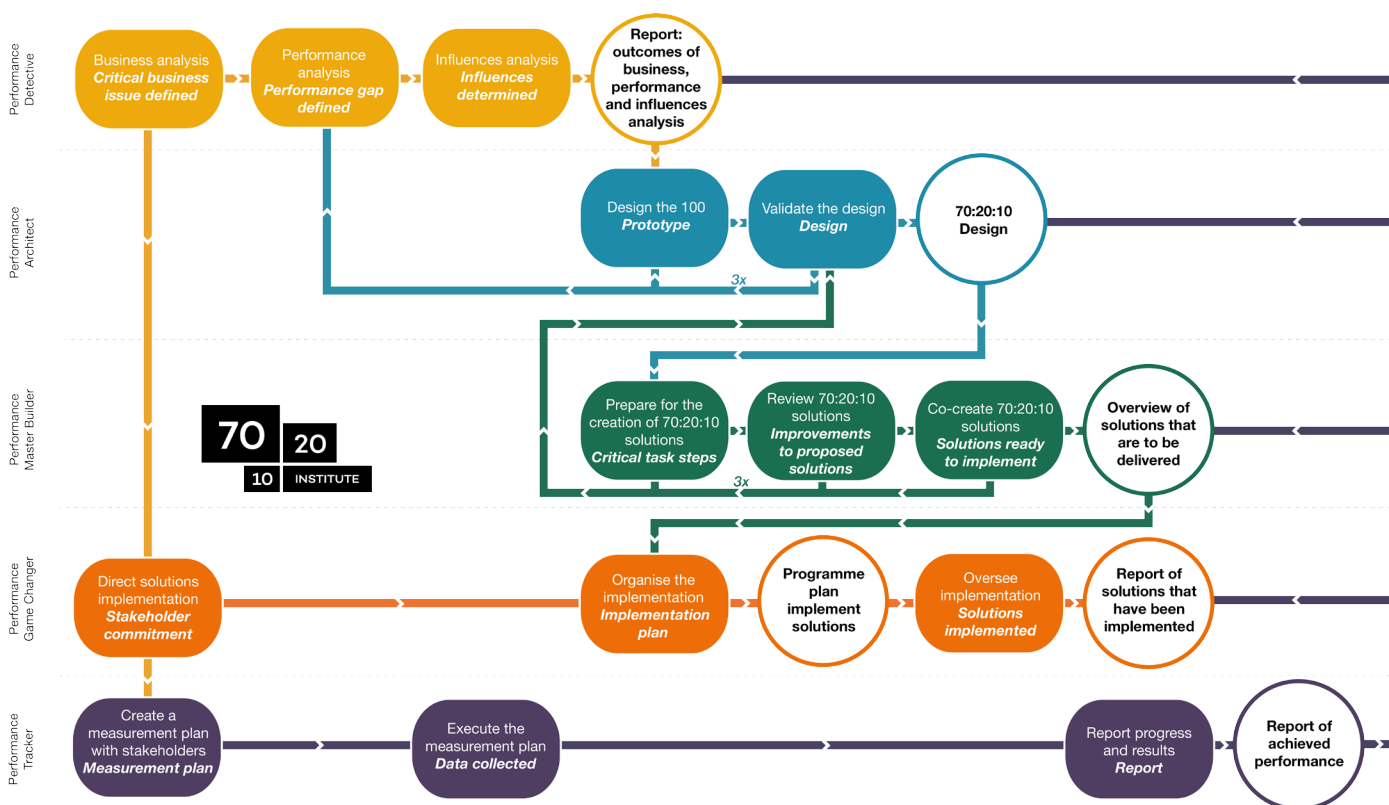 Performance
Detective
Business analysis
Critical business
issue defined
Performance
analysis
Performance gap
defined
Influences analysis
Influences
determined
Report:
outcomes of
business,
performance
and influences
analysis
Performance
Architect
Design the 100
Prototype
Validate the design
Design
70:20:10
Design
3x
Performance
Master Builder
70
20
10
INSTITUTE
Prepare for the
creation of 70:20:10
solutions
Critical task steps
Review 70:20:10
solutions
Improvements
to proposed
solutions
Co-create 70:20:10
solutions
Solutions ready
to implement
Overview of
solutions that
are to be
delivered
3x
Performance
Game Changer
Direct solutions
implementation
Stakeholder
commitment
Organise the
implementation
Implementation
plan
Programme
plan
implement
solutions
Oversee
implementation
Solutions
implemented
Report of
solutions that
have been
implemented
Performance
Tracker
Create a
measurement plan
with stakeholders
Measurement plan
Execute the
measurement plan
Data collected
Report progress
and results
Report
Report of
achieved
performance